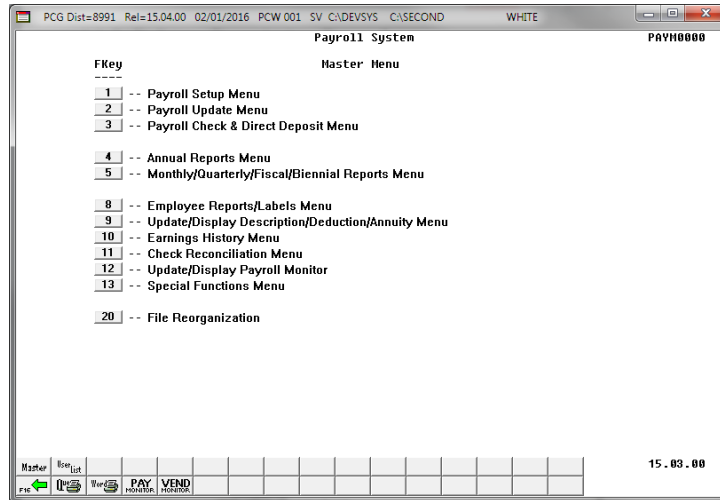 PCG Dist=8991 Rel=15.04.00 02/01/2016 PCW 001 SV C:\DEVSYS C:\SECOND WHITE
Payroll System PAYM0000
FKey Master Menu
----
1 -- Payroll Setup Menu
2 -- Payroll Update Menu
3 -- Payroll Check & Direct Deposit Menu
4 -- Annual Reports Menu
5 -- Monthly/Quarterly/Fiscal/Biennial Reports Menu
8 -- Employee Reports/Labels Menu
9 -- Update/Display Description/Deduction/Annuity Menu
10 -- Earnings History Menu
11 -- Check Reconciliation Menu
12 -- Update/Display Payroll Monitor
13 -- Special Functions Menu
20 -- File Reorganization
Master User List 15.03.00
F16 Que Word PAY MONITOR VEND MONITOR